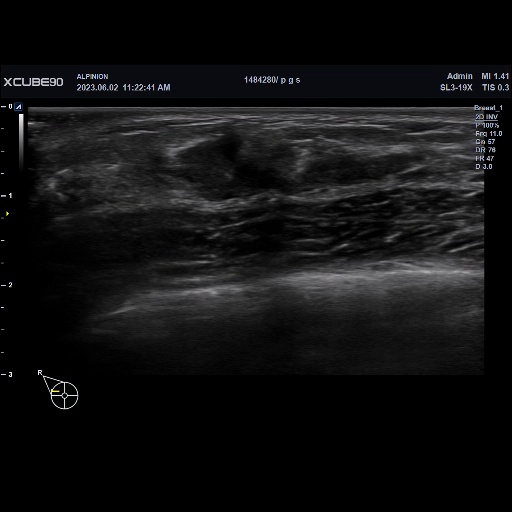 XCUBE90
ALPINION
2023.06.02 11:22:41 AM
1484280/ p g s
Admin MI 1.41
SL3-19X TIS 0.3
Breast_1
2D INV
P 100%
Frq 11.0
Gn 57
DR 76
FR 47
D 3.0
0
1
2
3
R